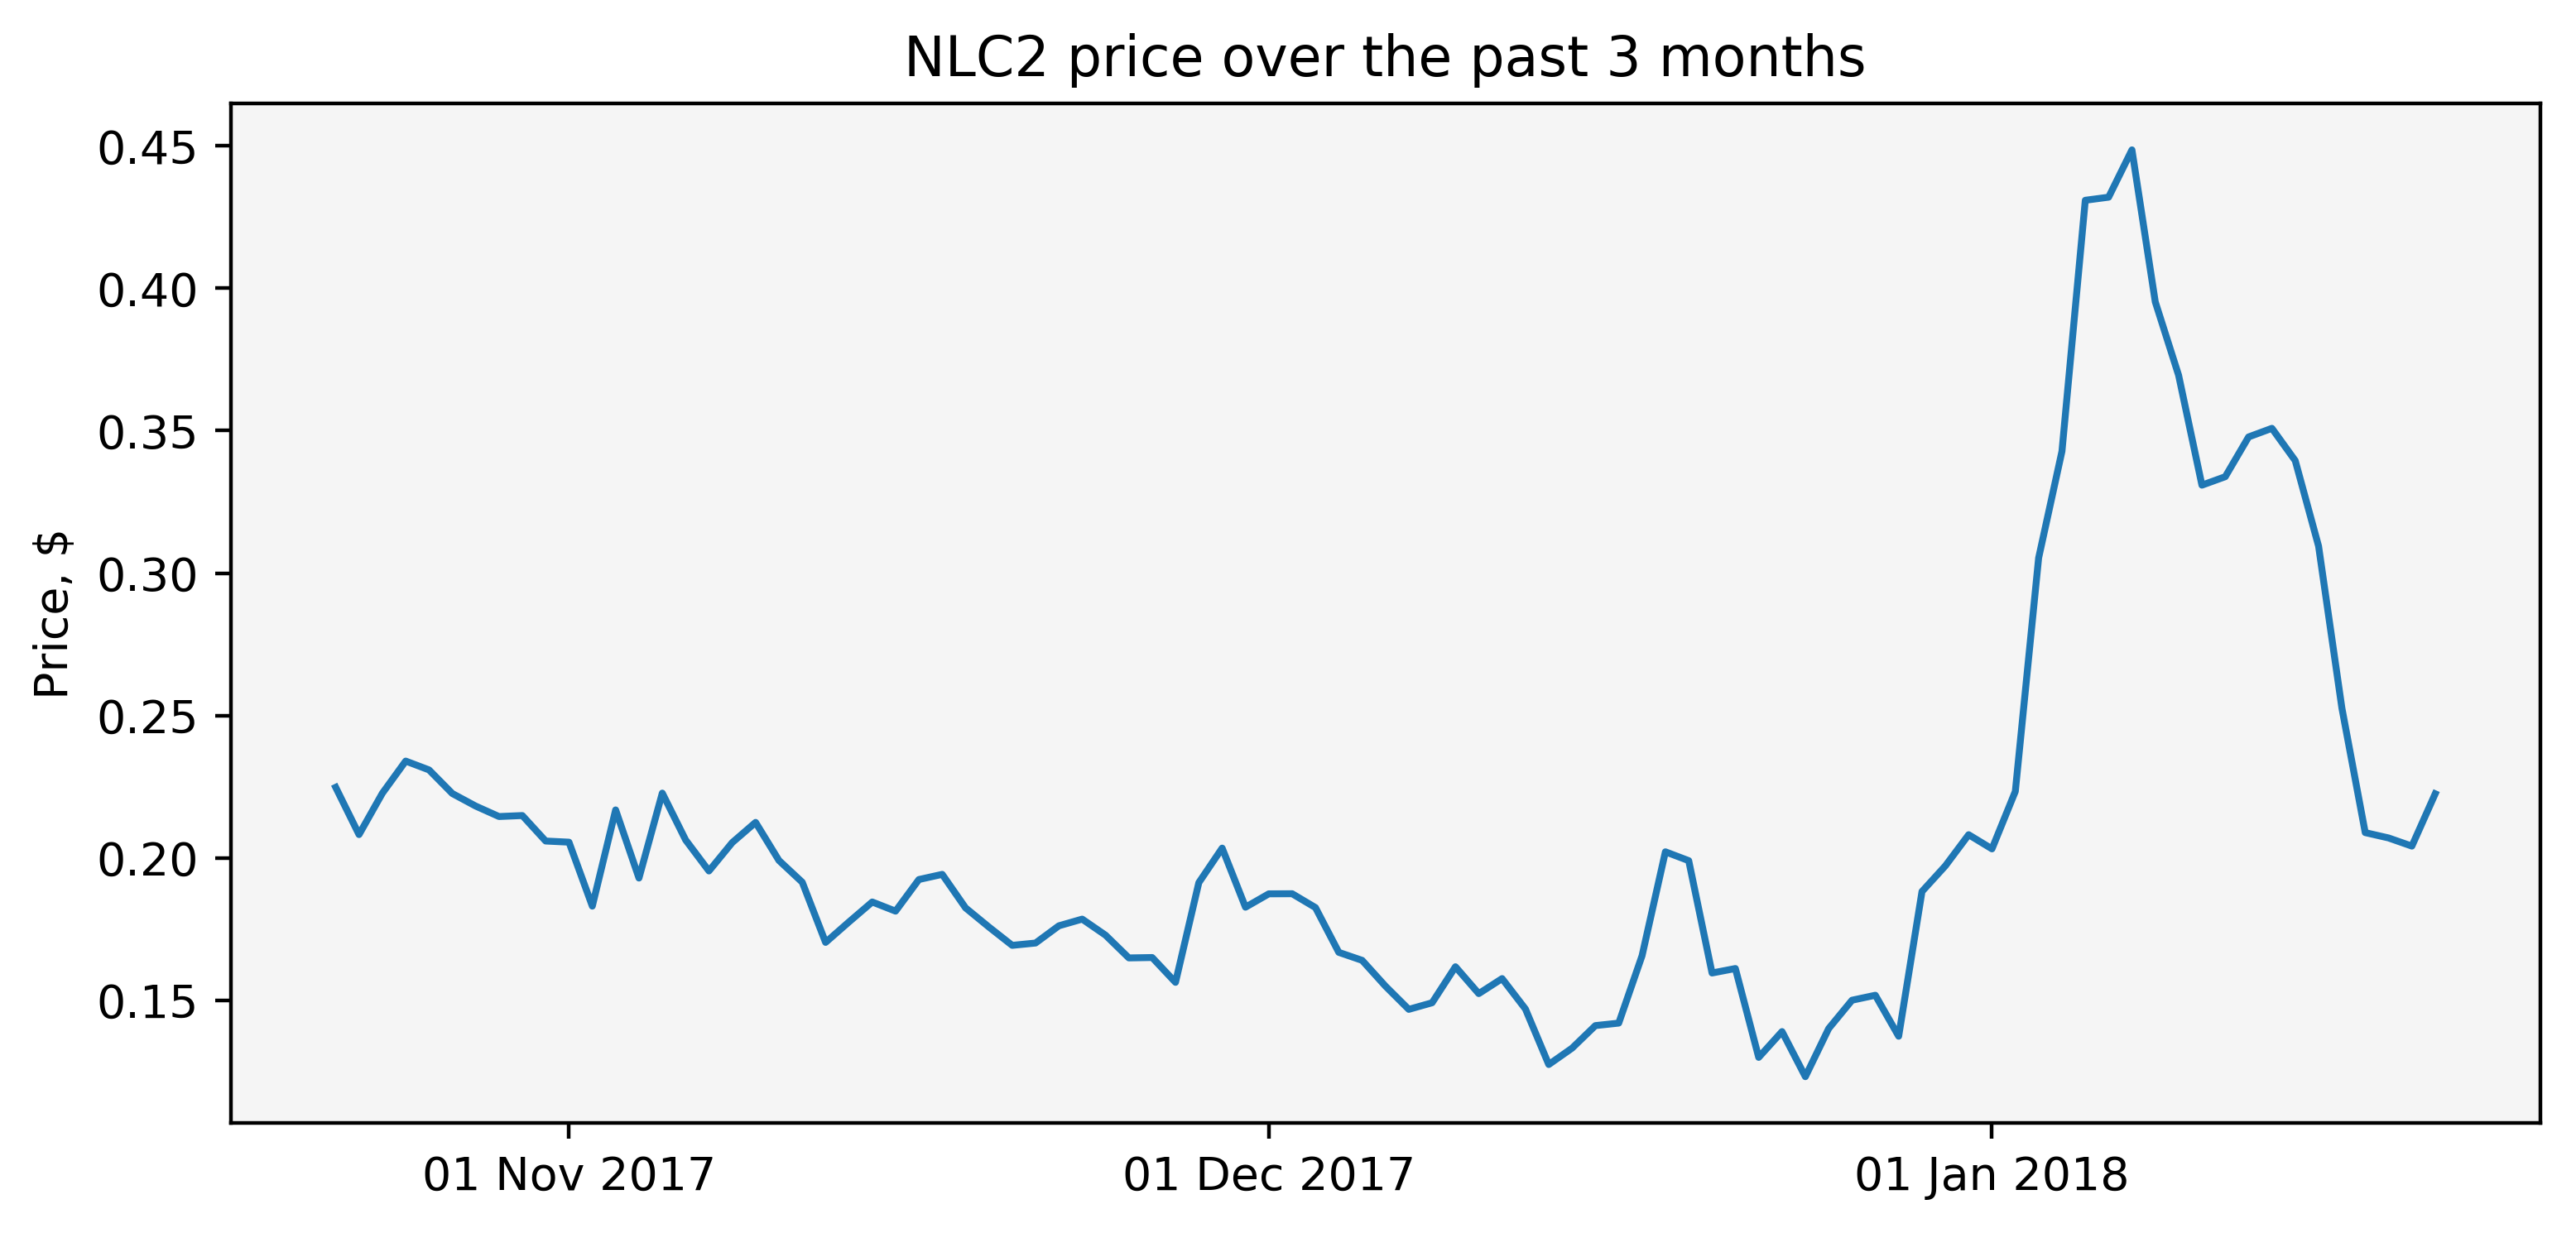 NLC2 price over the past 3 months
Price, $
0.45
0.40
0.35
0.30
0.25
0.20
0.15
01 Nov 2017
01 Dec 2017
01 Jan 2018